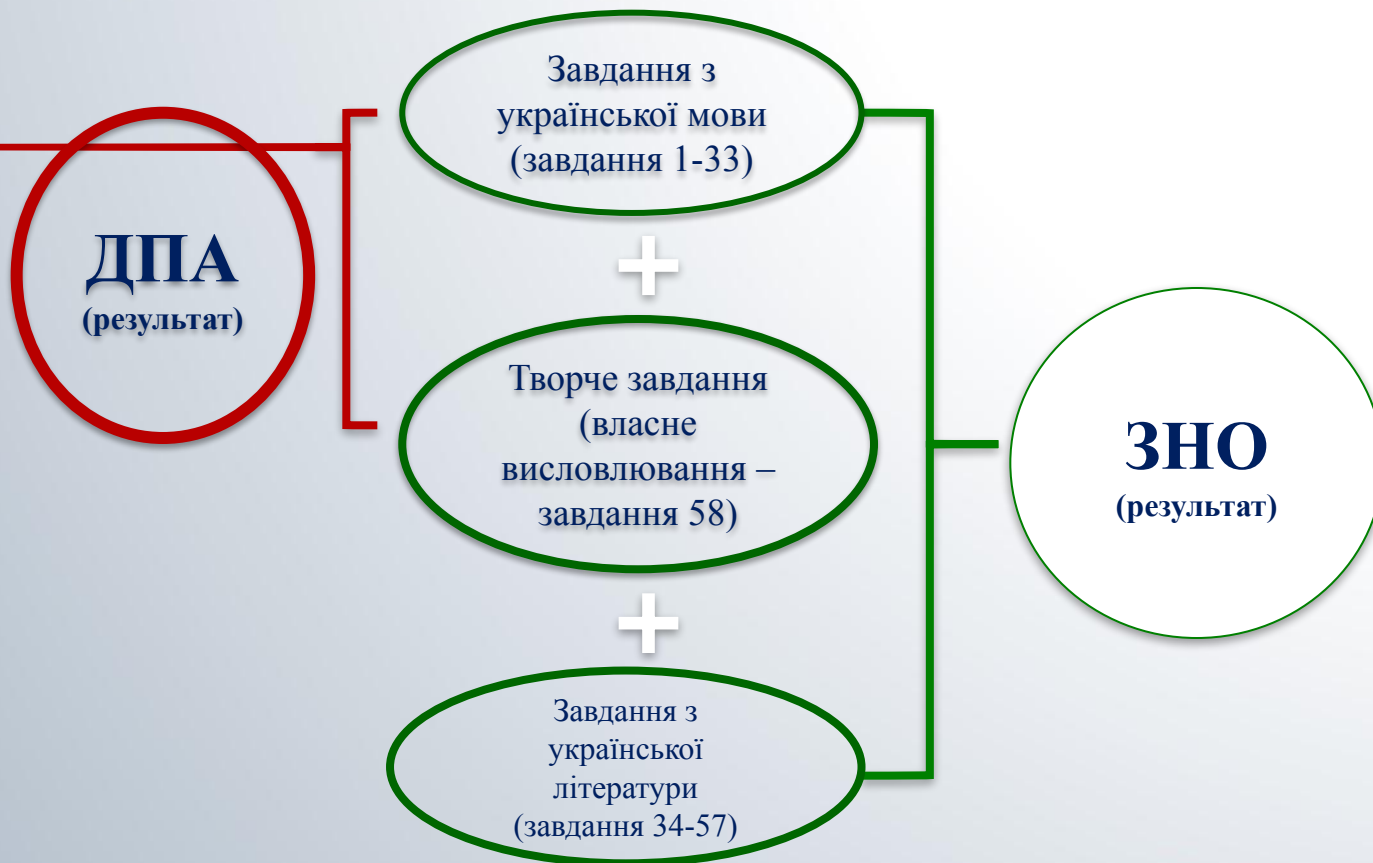 Завдання з
української мови
(завдання 1-33)
ДПА
(результат)
+
Творче завдання
(власне
висловлювання –
завдання 58)
ЗНО
(результат)
+
Завдання з
української
літератури
(завдання 34-57)